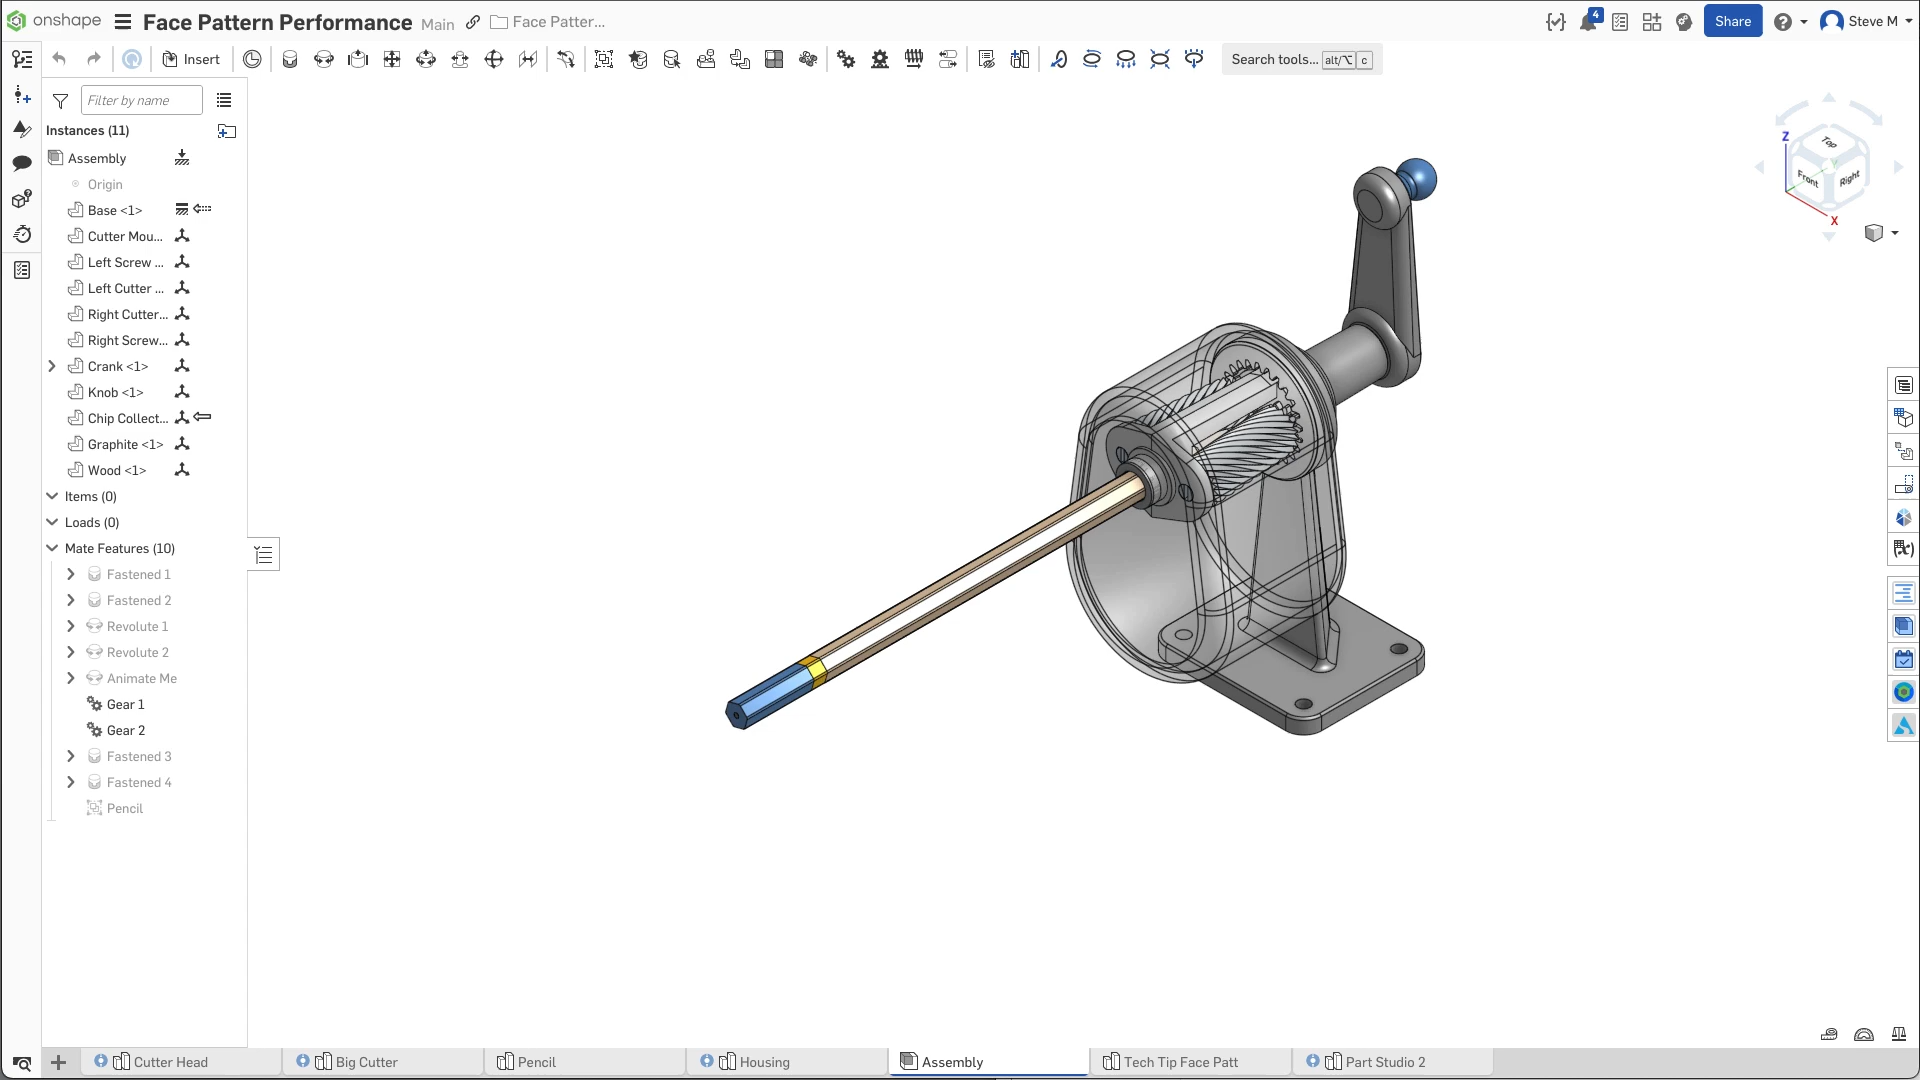 onshape Face Pattern Performance Main Face Patter... 4 Share Steve M
Insert Search tools... alt/⌥ c
Filter by name
Instances (11)
Assembly
Origin
Base <1>
Cutter Mou...
Left Screw ...
Left Cutter ...
Right Cutter...
Right Screw...
Crank <1>
Knob <1>
Chip Collect...
Graphite <1>
Wood <1>
Items (0)
Loads (0)
Mate Features (10)
Fastened 1
Fastened 2
Revolute 1
Revolute 2
Animate Me
Gear 1
Gear 2
Fastened 3
Fastened 4
Pencil
Z
Top
Front Right
X
(x)
Cutter Head Big Cutter Pencil Housing Assembly Tech Tip Face Patt Part Studio 2